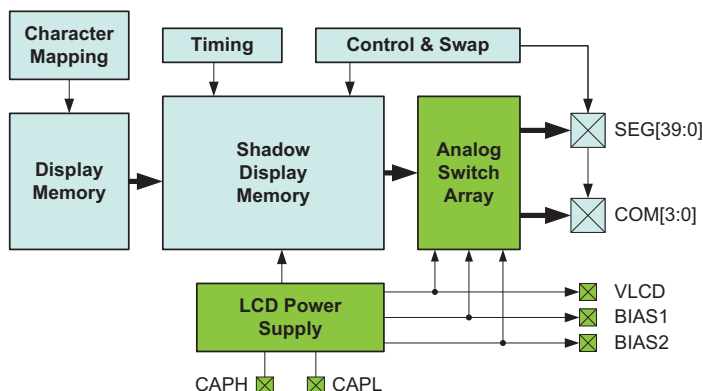 Character
Mapping
Timing
Control & Swap
Display
Memory
Shadow
Display
Memory
Analog
Switch
Array
SEG[39:0]
COM[3:0]
LCD Power
Supply
VLCD
BIAS1
BIAS2
CAPH
CAPL